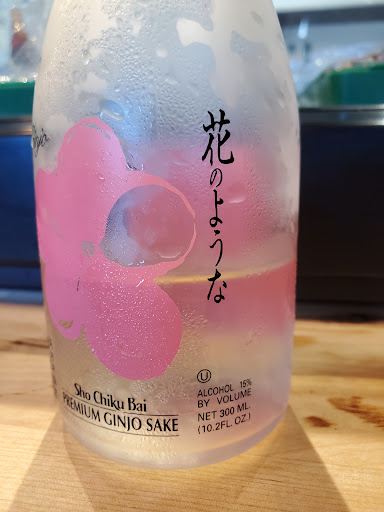 花のような
Sho Chiku Bai
PREMIUM GINJO SAKE
U
ALCOHOL 15%
BY VOLUME
NET 300 ML.
(10.2FL. OZ.)